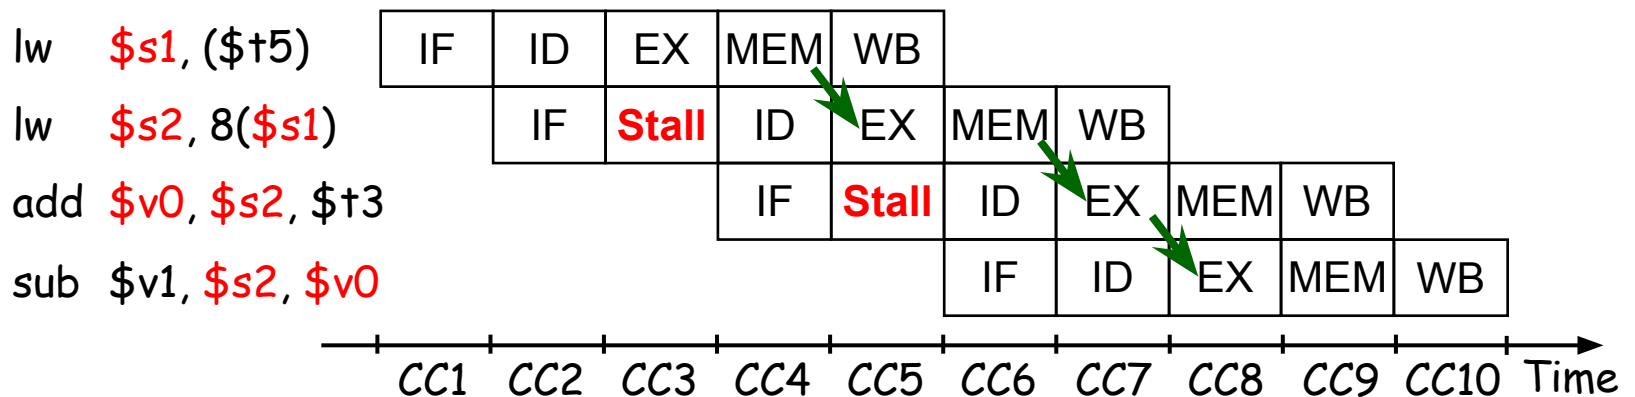 lw $s1, ($t5) IF ID EX MEM WB
lw $s2, 8($s1) IF Stall ID EX MEM WB
add $v0, $s2, $t3 IF Stall ID EX MEM WB
sub $v1, $s2, $v0 IF ID EX MEM WB
CC1 CC2 CC3 CC4 CC5 CC6 CC7 CC8 CC9 CC10 Time